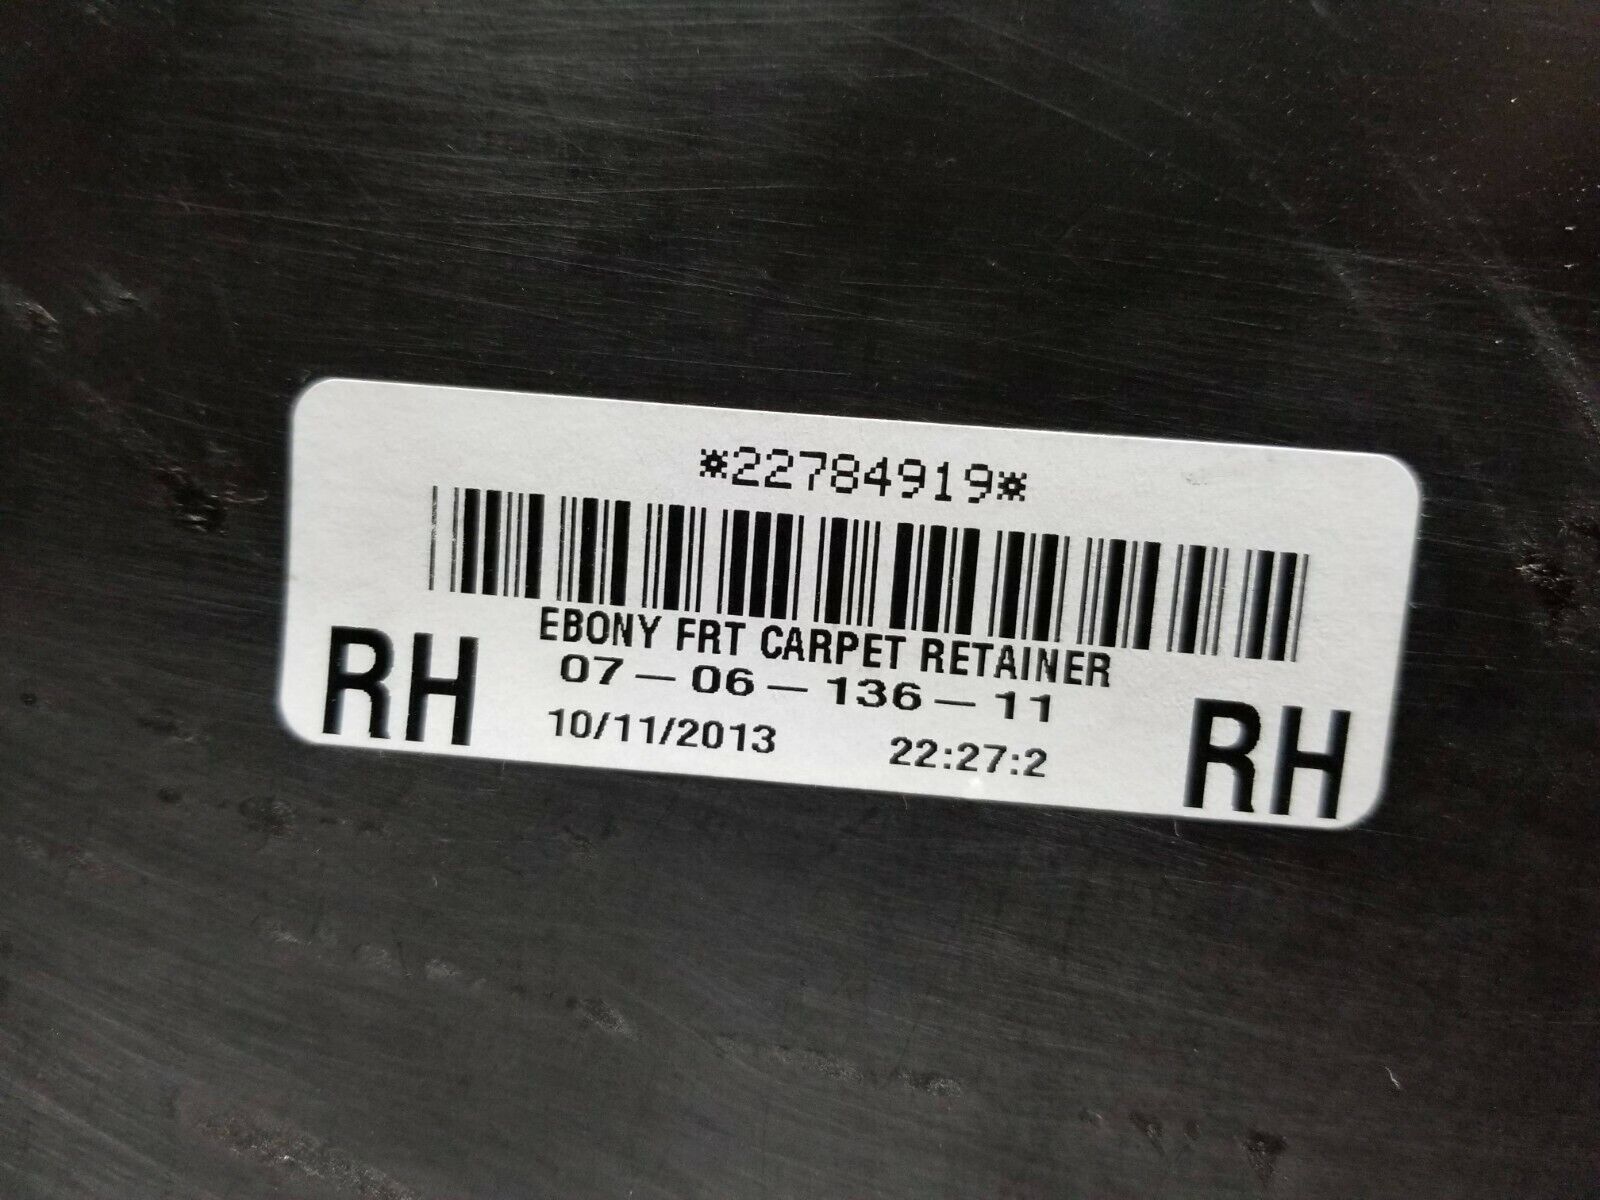 *22784919*
EBONY FRT CARPET RETAINER
07-06-136-11
RH 10/11/2013 22:27:2 RH